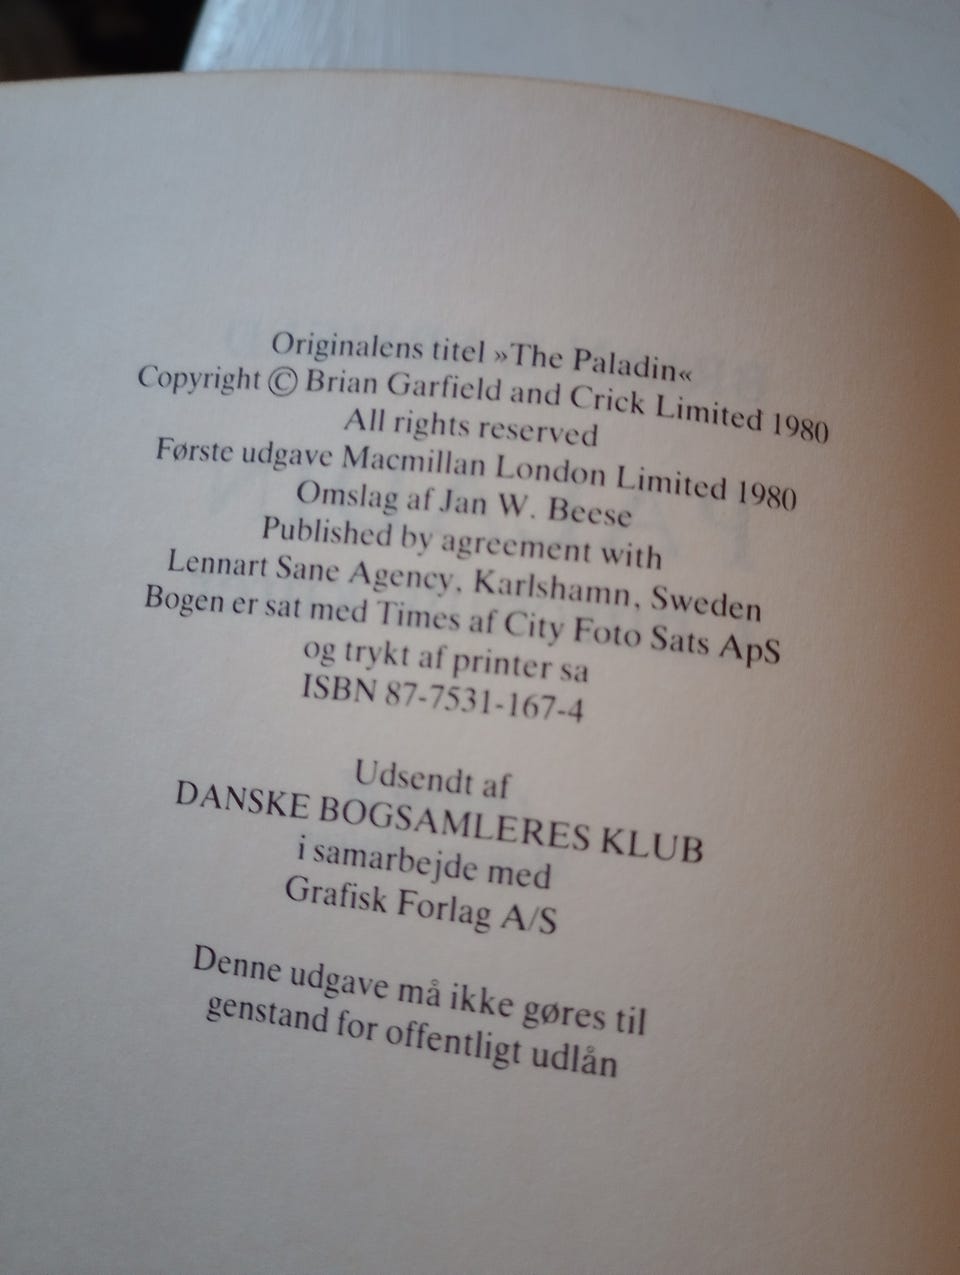 Originalens titel »The Paladin«
Copyright © Brian Garfield and Crick Limited 1980
All rights reserved
Første udgave Macmillan London Limited 1980
Omslag af Jan W. Beese
Published by agreement with
Lennart Sane Agency, Karlshamn, Sweden
Bogen er sat med Times af City Foto Sats ApS
og trykt af printer sa
ISBN 87-7531-167-4
Udsendt af
DANSKE BOGSAMLERES KLUB
i samarbejde med
Grafisk Forlag A/S
Denne udgave må ikke gøres til
genstand for offentligt udlån